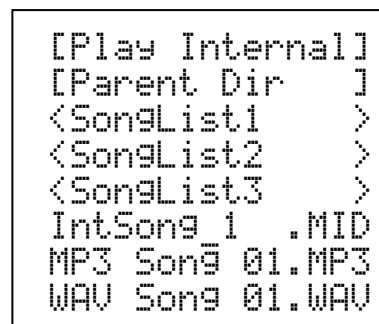 [Play Internal]
[Parent Dir    ]
<SongList1     >
<SongList2     >
<SongList3     >
IntSong_1   .MID
MP3 Song 01.MP3
WAV Song 01.WAV